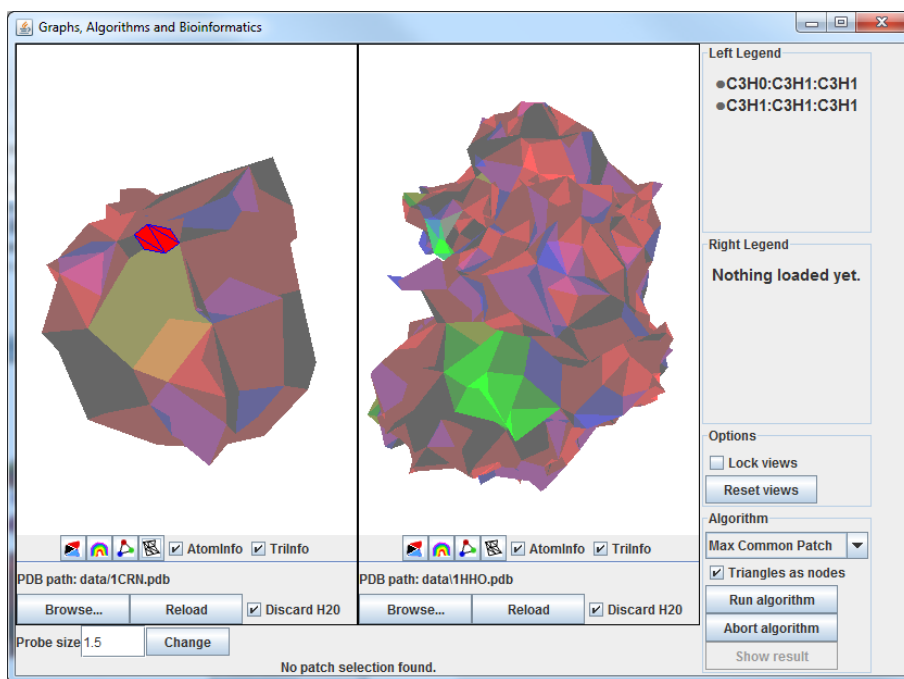 Graphs, Algorithms and Bioinformatics
Left Legend
C3H0:C3H1:C3H1
C3H1:C3H1:C3H1
Right Legend
Nothing loaded yet.
Options
Lock views
Reset views
Algorithm
Max Common Patch
Triangles as nodes
Run algorithm
Abort algorithm
Show result
AtomInfo TriInfo
PDB path: data/1CRN.pdb
Browse... Reload Discard H20
AtomInfo TriInfo
PDB path: data\1HHO.pdb
Browse... Reload Discard H20
Probe size 1.5 Change
No patch selection found.